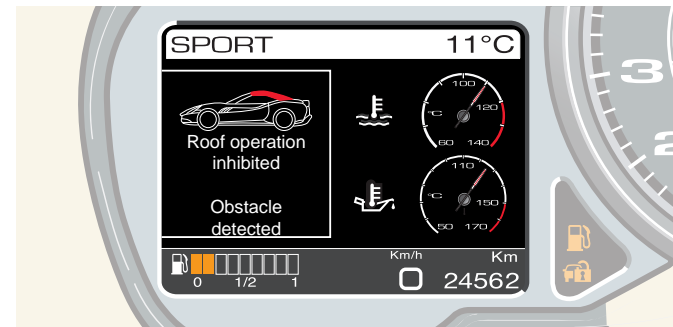 SPORT 11°C
Roof operation
inhibited
Obstacle
detected
100
°C 120
60 140
110
°C 150
50 170
Km/h Km
0 1/2 1 0 24562
3
2